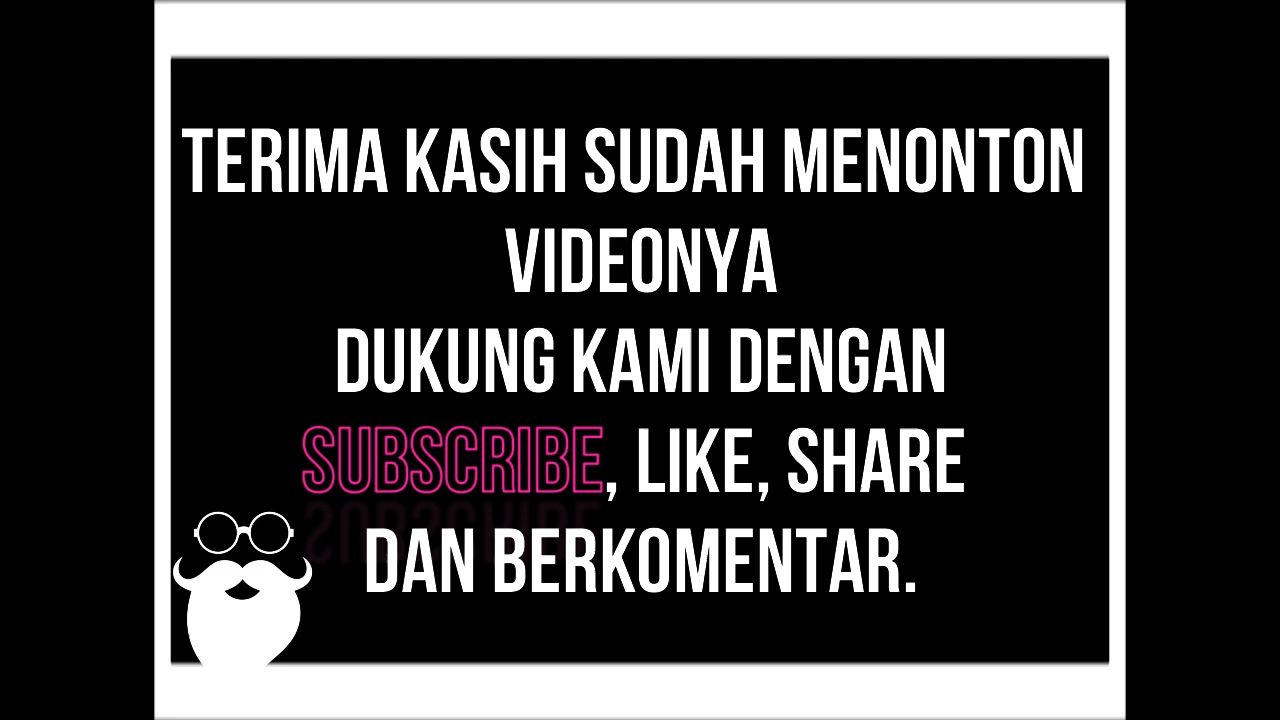 TERIMA KASIH SUDAH MENONTON
VIDEONYA
DUKUNG KAMI DENGAN
SUBSCRIBE, LIKE, SHARE
DAN BERKOMENTAR.